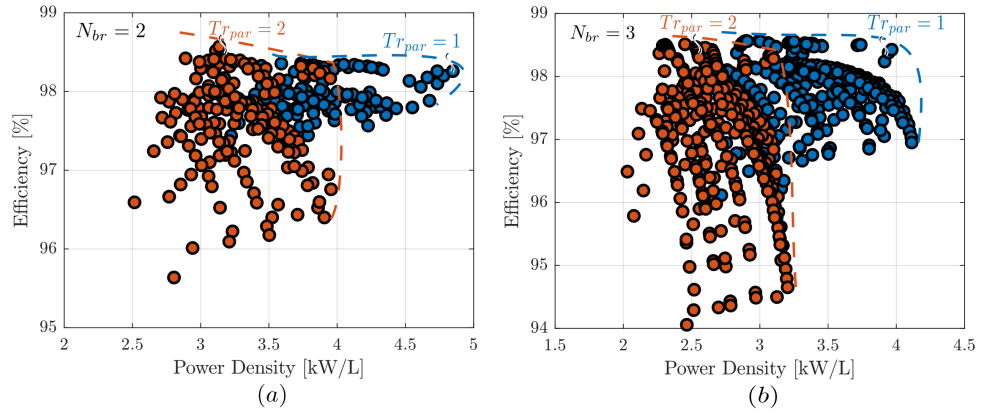 N_br = 2
Tr_par = 2
Tr_par = 1
Efficiency [%]
99
98
97
96
95
2
2.5
3
3.5
4
4.5
5
Power Density [kW/L]
(a)
N_br = 3
Tr_par = 2
Tr_par = 1
Efficiency [%]
99
98
97
96
95
94
1.5
2
2.5
3
3.5
4
4.5
Power Density [kW/L]
(b)